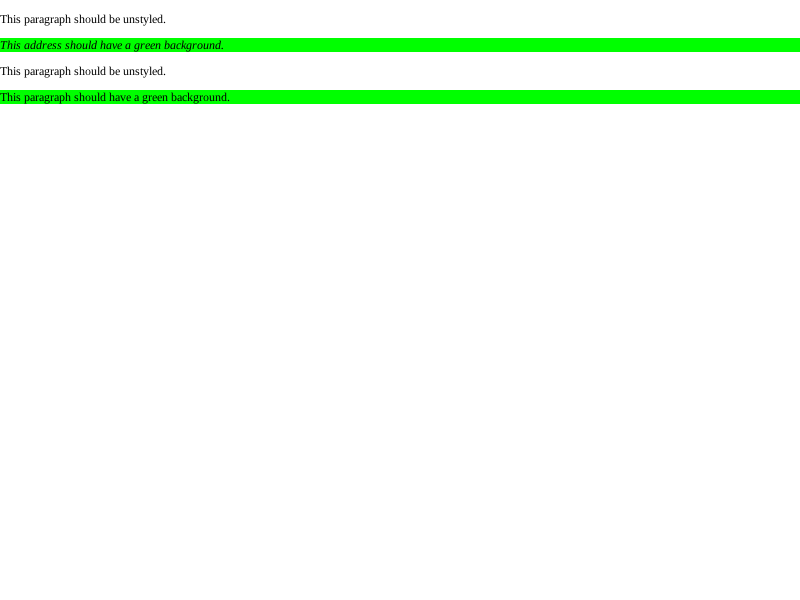 This paragraph should be unstyled.
This address should have a green background.
This paragraph should be unstyled.
This paragraph should have a green background.